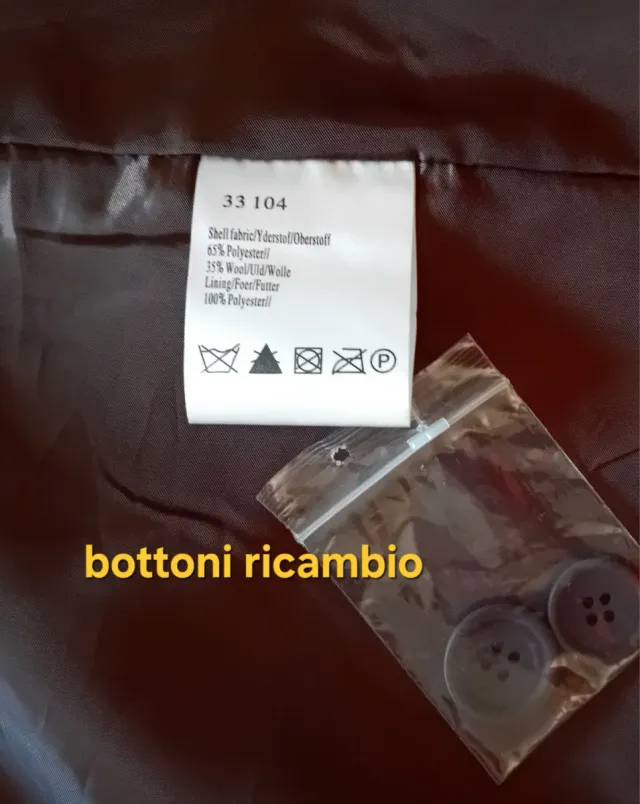 33 104
Shell fabric/Yderstof/Oberstoff
65% Polyester//
35% Wool/Uld/Wolle
Lining/Foer/Futter
100% Polyester//
P
bottoni ricambio